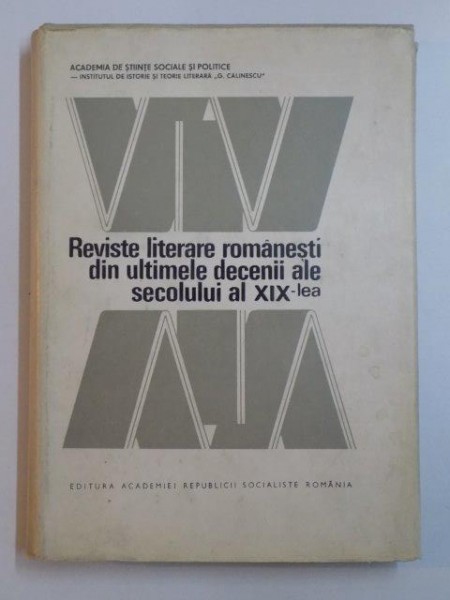 ACADEMIA DE ȘTIINȚE SOCIALE ȘI POLITICE
— INSTITUTUL DE ISTORIE ȘI TEORIE LITERARĂ „G. CĂLINESCU"
Reviste literare românești
din ultimele decenii ale
secolului al XIX-lea
EDITURA ACADEMIEI REPUBLICII SOCIALISTE ROMÂNIA